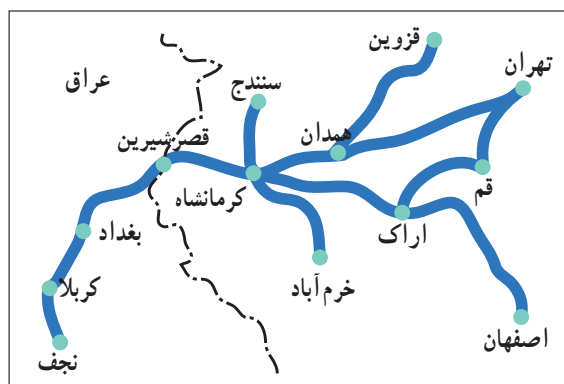 قزوین
تهران
سنندج
عراق
همدان
قصرشیرین
قم
کرمانشاه
اراک
بغداد
خرم‌آباد
کربلا
اصفهان
نجف